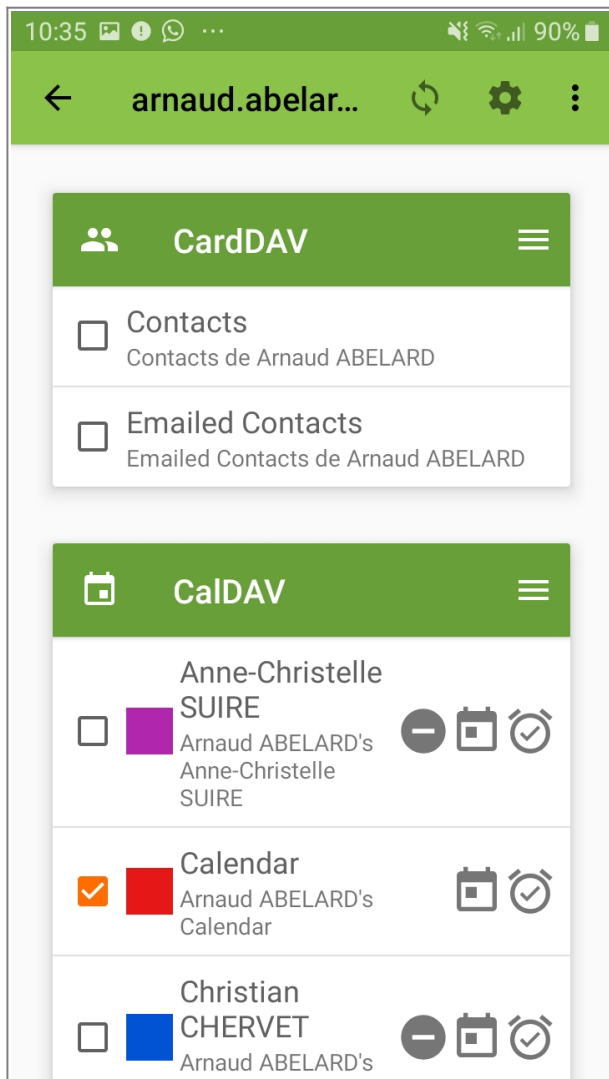 10:35 90%
arnaud.abelar...
CardDAV
Contacts
Contacts de Arnaud ABELARD
Emailed Contacts
Emailed Contacts de Arnaud ABELARD
CalDAV
Anne-Christelle
SUIRE
Arnaud ABELARD's
Anne-Christelle
SUIRE
Calendar
Arnaud ABELARD's
Calendar
Christian
CHERVET
Arnaud ABELARD's